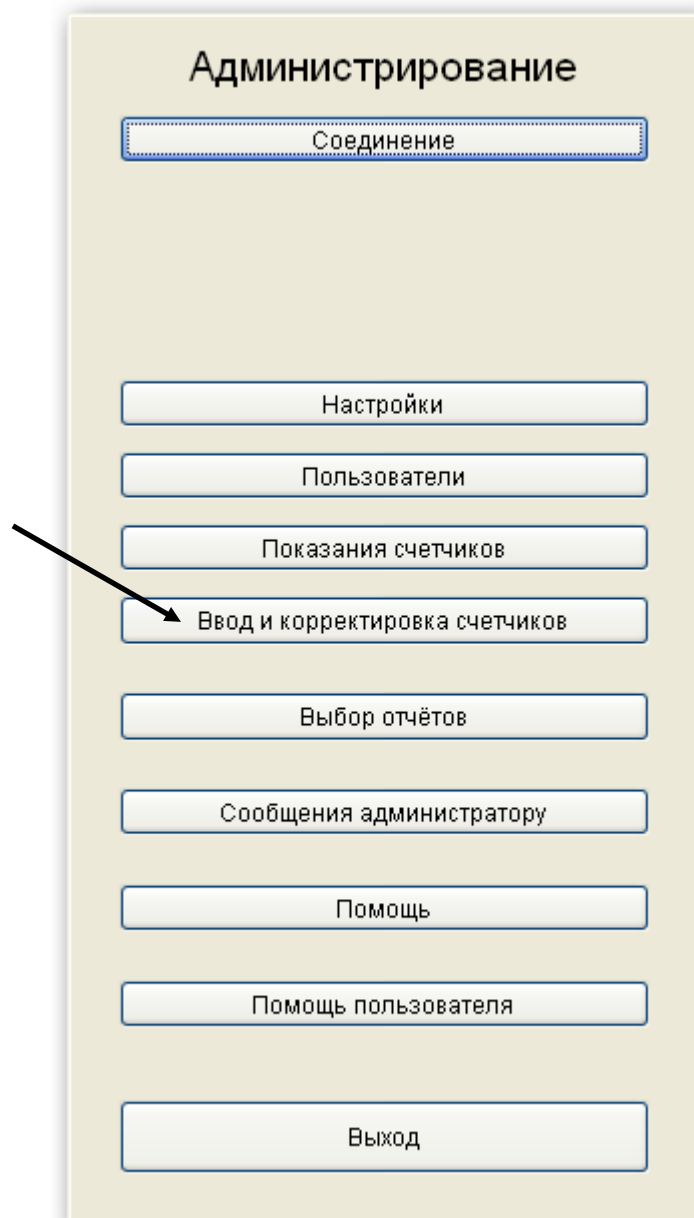 Администрирование
Соединение
Настройки
Пользователи
Показания счетчиков
Ввод и корректировка счетчиков
Выбор отчётов
Сообщения администратору
Помощь
Помощь пользователя
Выход